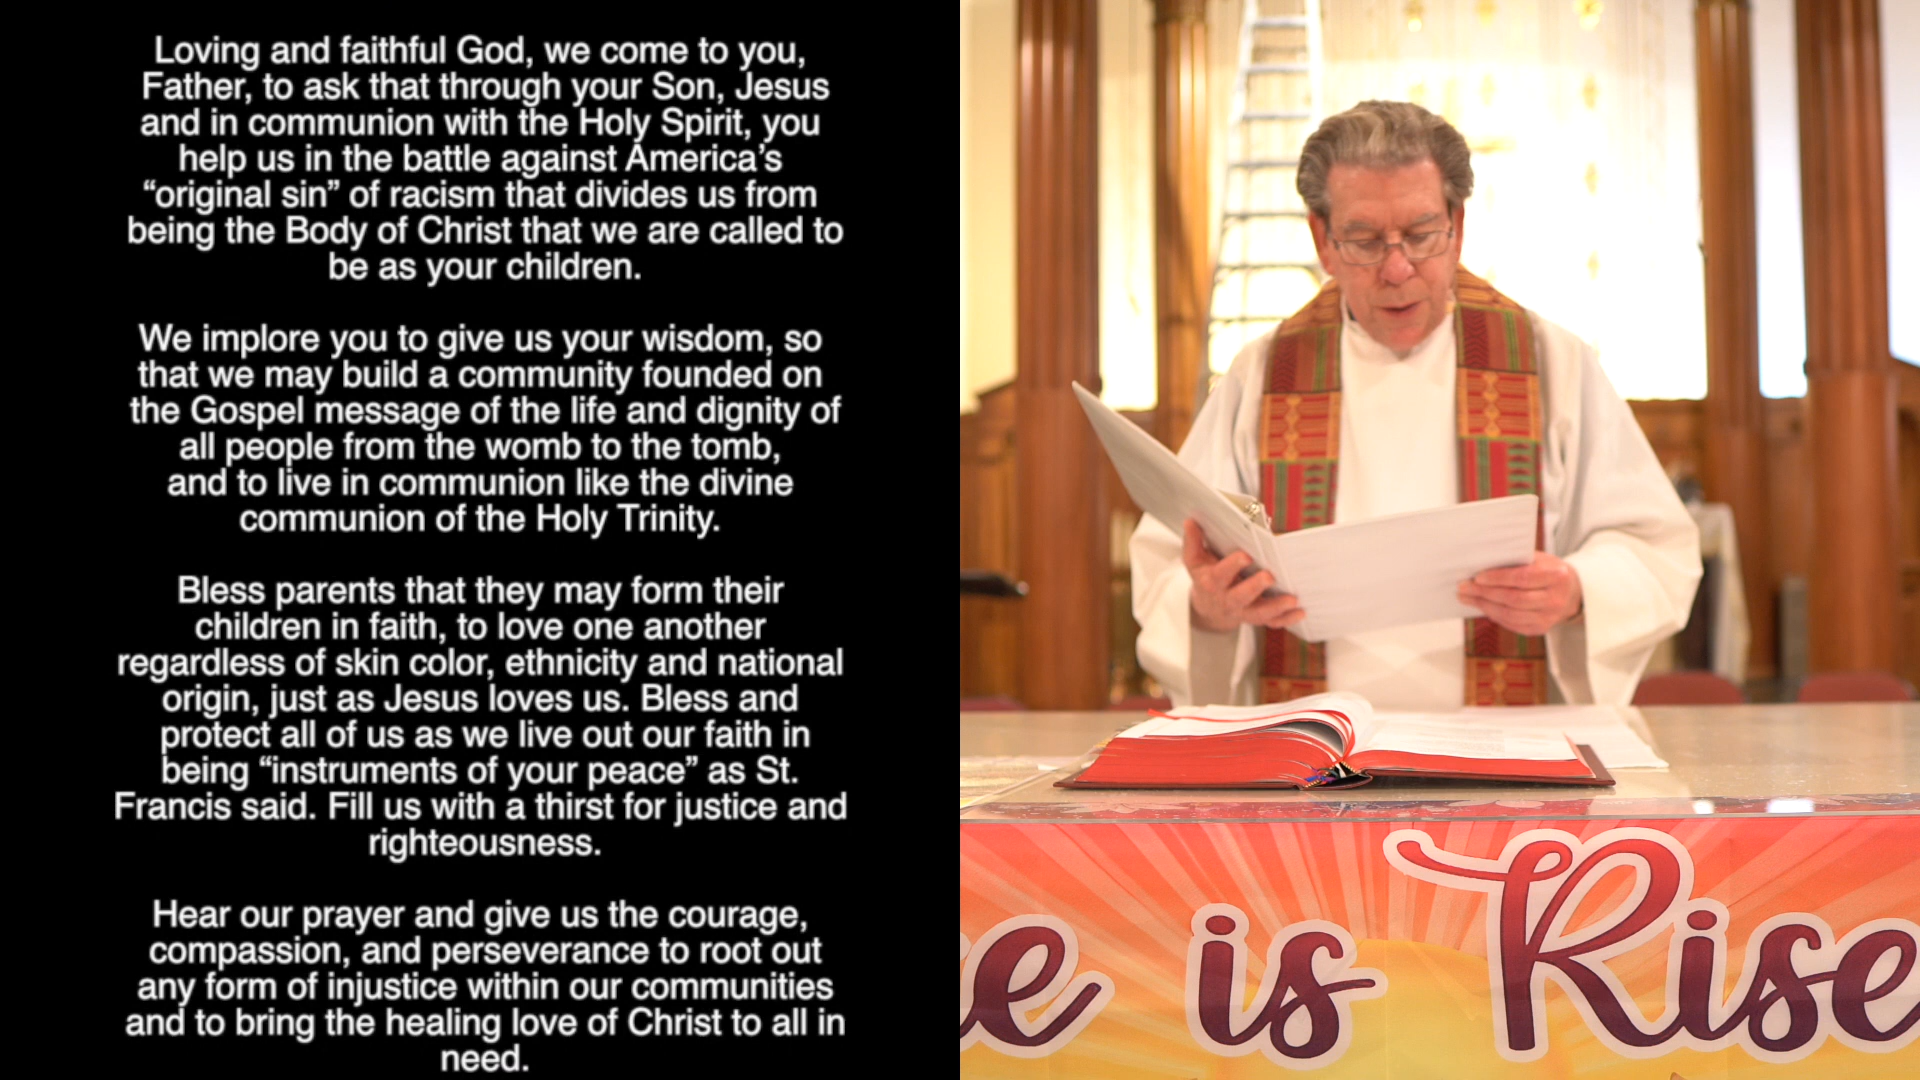 Loving and faithful God, we come to you,
Father, to ask that through your Son, Jesus
and in communion with the Holy Spirit, you
help us in the battle against America’s
“original sin” of racism that divides us from
being the Body of Christ that we are called to
be as your children.
We implore you to give us your wisdom, so
that we may build a community founded on
the Gospel message of the life and dignity of
all people from the womb to the tomb,
and to live in communion like the divine
communion of the Holy Trinity.
Bless parents that they may form their
children in faith, to love one another
regardless of skin color, ethnicity and national
origin, just as Jesus loves us. Bless and
protect all of us as we live out our faith in
being “instruments of your peace” as St.
Francis said. Fill us with a thirst for justice and
righteousness.
Hear our prayer and give us the courage,
compassion, and perseverance to root out
any form of injustice within our communities
and to bring the healing love of Christ to all in
need.
e is Rise